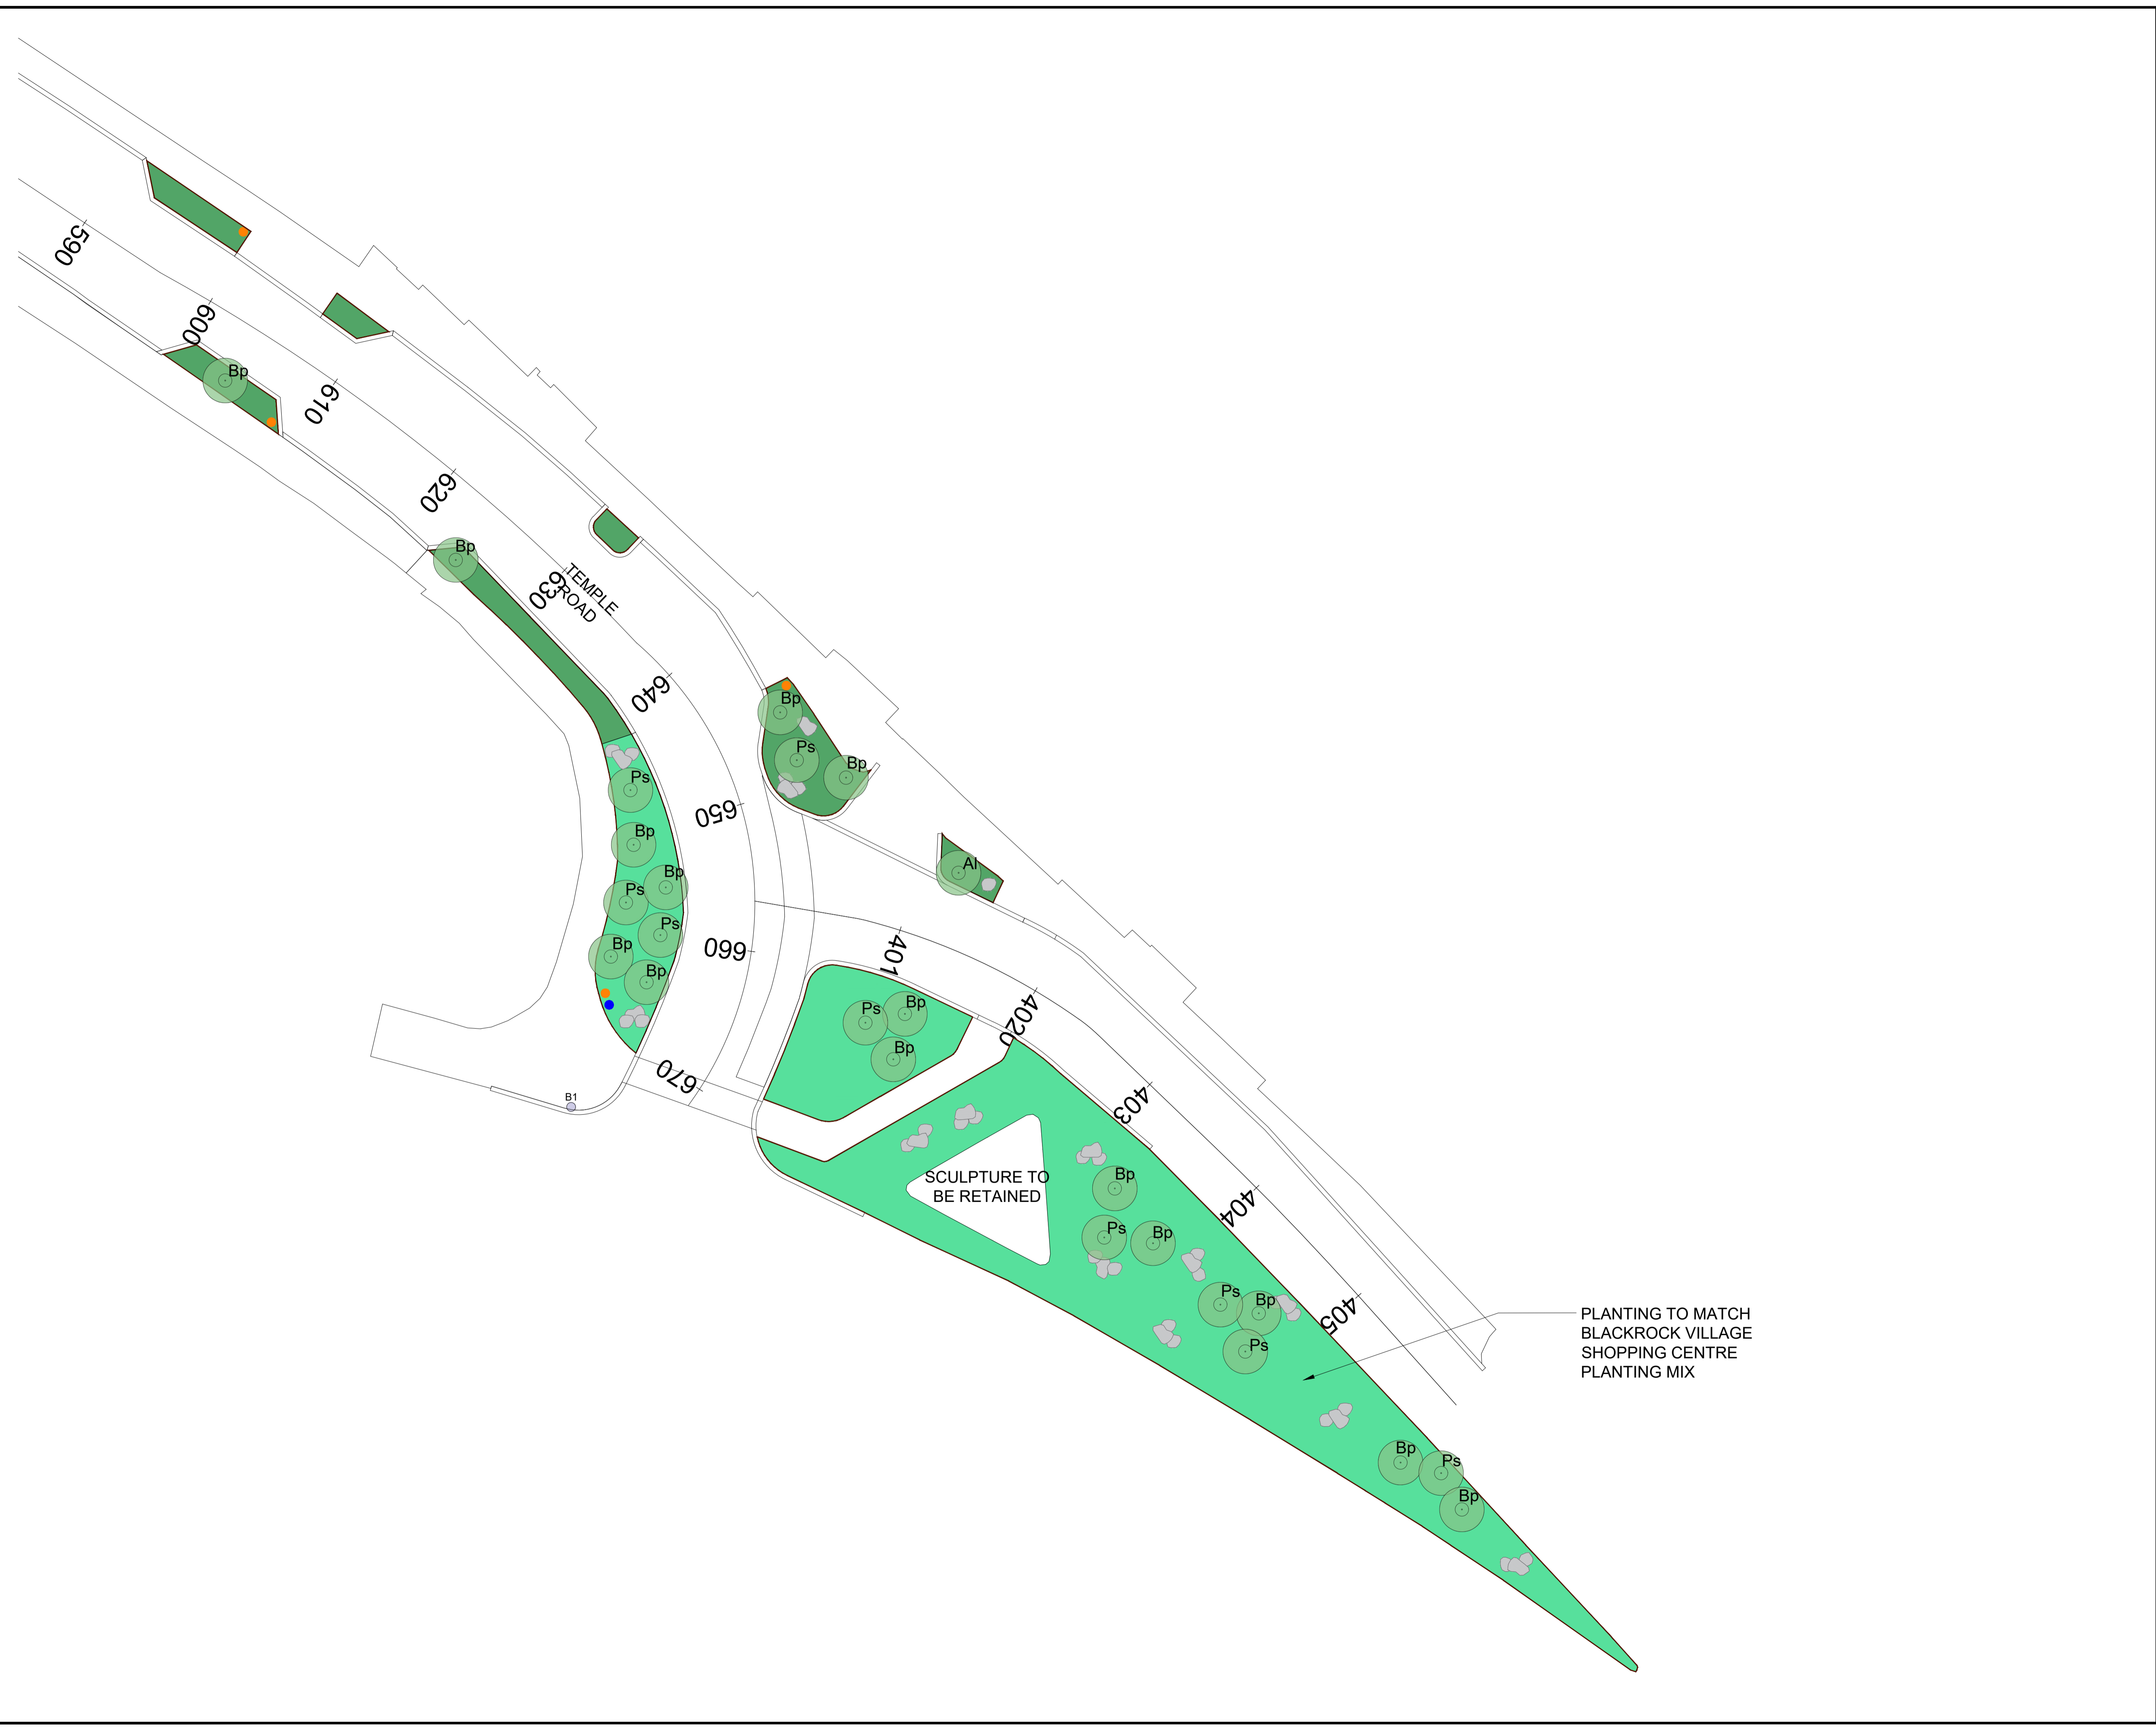 590
600
Bp
610
620
Bp
630
TEMPLE
ROAD
640
Bp
Ps
Bp
Ps
650
Bp
Al
Bp
Ps
Ps
660
401
Bp
Bp
Ps
Bp
4020
Bp
670
B1
403
SCULPTURE TO
BE RETAINED
Bp
404
Ps
Bp
Ps
Bp
405
Ps
PLANTING TO MATCH
BLACKROCK VILLAGE
SHOPPING CENTRE
PLANTING MIX
Bp
Ps
Bp